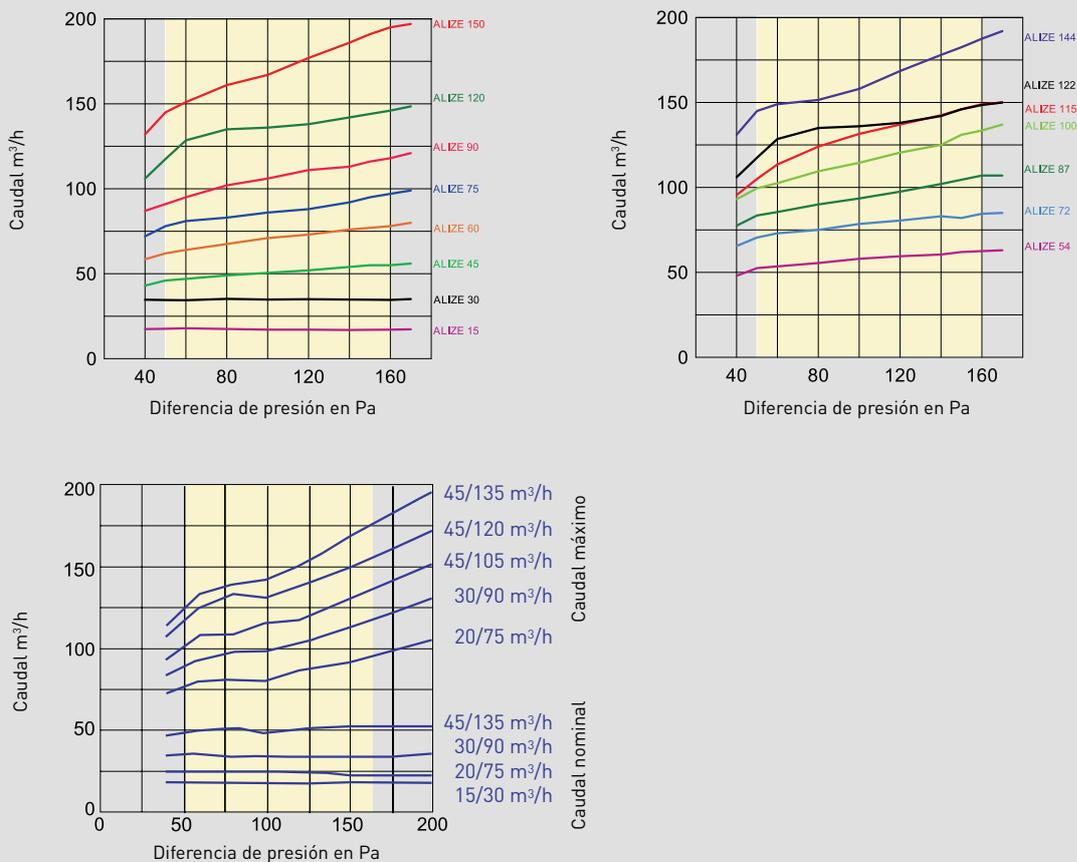 200
150
100
50
0
Caudal m³/h
40 80 120 160
Diferencia de presión en Pa
ALIZE 150
ALIZE 120
ALIZE 90
ALIZE 75
ALIZE 60
ALIZE 45
ALIZE 30
ALIZE 15
200
150
100
50
0
Caudal m³/h
40 80 120 160
Diferencia de presión en Pa
ALIZE 144
ALIZE 122
ALIZE 115
ALIZE 100
ALIZE 87
ALIZE 72
ALIZE 54
200
150
100
50
0
Caudal m³/h
0 50 100 150 200
Diferencia de presión en Pa
45/135 m³/h
45/120 m³/h
45/105 m³/h
30/90 m³/h
20/75 m³/h
Caudal máximo
45/135 m³/h
30/90 m³/h
20/75 m³/h
15/30 m³/h
Caudal nominal